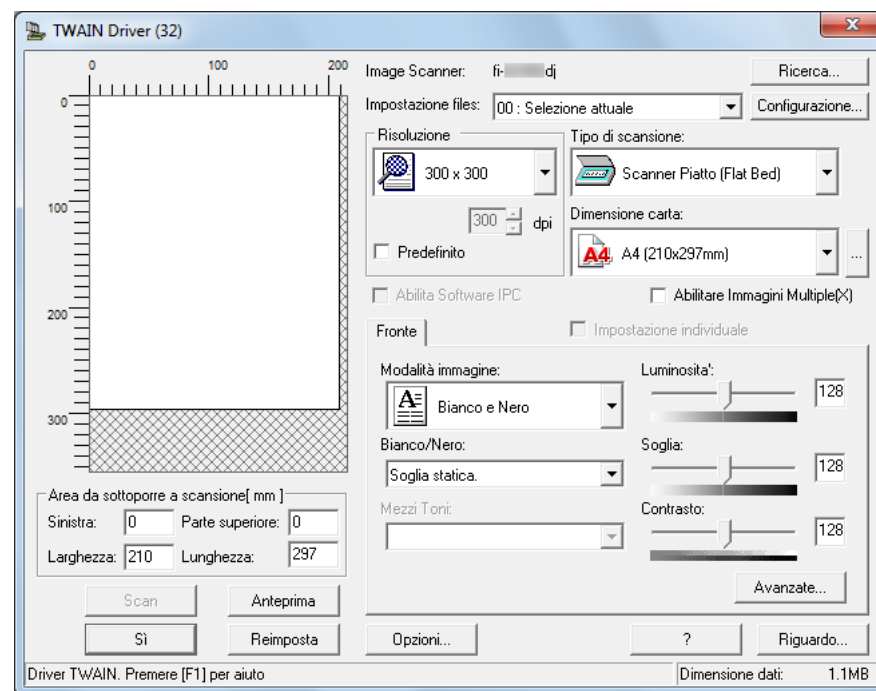 TWAIN Driver (32)
0 100 200
0
100
200
300
Image Scanner: fi- dj
Ricerca...
Impostazione files: 00 : Selezione attuale
Configurazione...
Risoluzione
300 x 300
300 dpi
Predefinito
Tipo di scansione:
Scanner Piatto (Flat Bed)
Dimensione carta:
A4 A4 (210x297mm)
...
Abilita Software IPC
Abilitare Immagini Multiple(X)
Fronte
Impostazione individuale
Modalità immagine:
A Bianco e Nero
Bianco/Nero:
Soglia statica.
Mezzi Toni:
Luminosita':
128
Soglia:
128
Contrasto:
128
Avanzate...
Area da sottoporre a scansione[ mm ]
Sinistra: 0 Parte superiore: 0
Larghezza: 210 Lunghezza: 297
Scan Anteprima
Sì Reimposta Opzioni... ? Riguardo...
Driver TWAIN. Premere [F1] per aiuto
Dimensione dati: 1.1MB